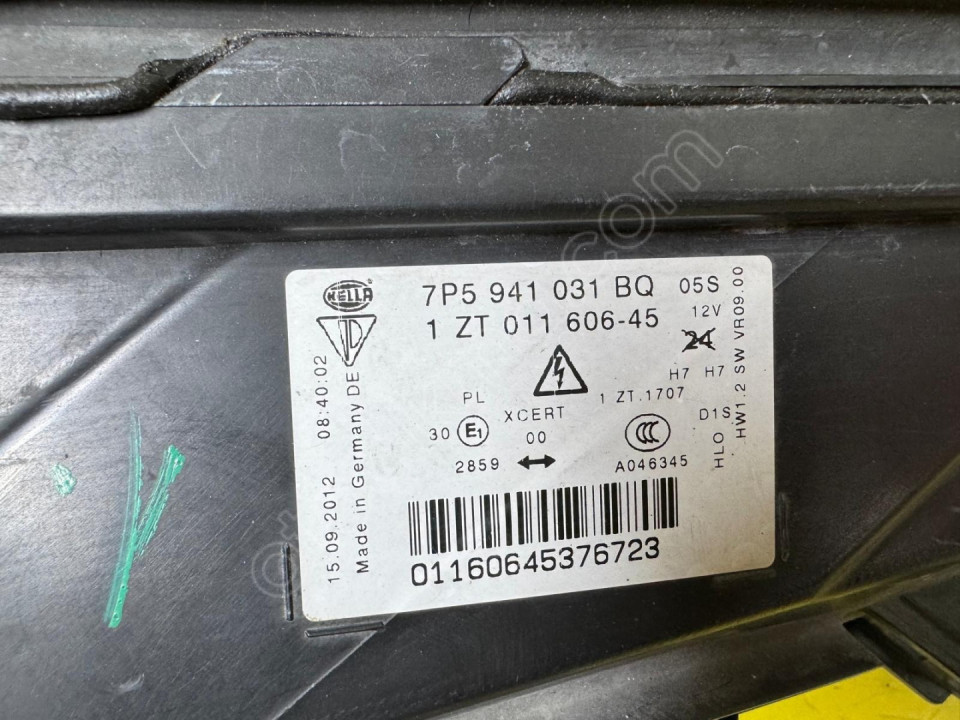 HELLA
7P5 941 031 BQ 05S
1 ZT 011 606-45 12V
24
H7 H7
PL 1 ZT.1707
XCERT D1S
30 E1 00 CCC
2859 A046345
HLO
HW1.2 SW VR09.00
15.09.2012 08:40:02
Made in Germany DE
01160645376723
.com